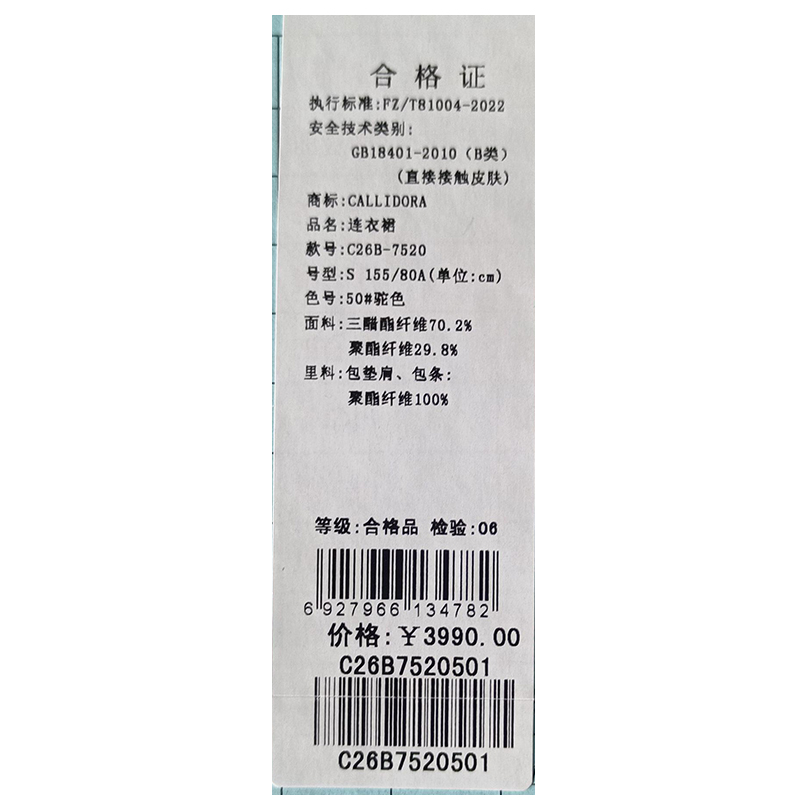 合格证
执行标准:FZ/T81004-2022
安全技术类别:
GB18401-2010（B类）
(直接接触皮肤)
商标:CALLIDORA
品名:连衣裙
款号:C26B-7520
号型:S 155/80A(单位:cm)
色号:50#驼色
面料:三醋酯纤维70.2%
聚酯纤维29.8%
里料:包垫肩、包条:
聚酯纤维100%
等级:合格品 检验:06
6 927966 134782
价格:￥3990.00
C26B7520501
C26B7520501